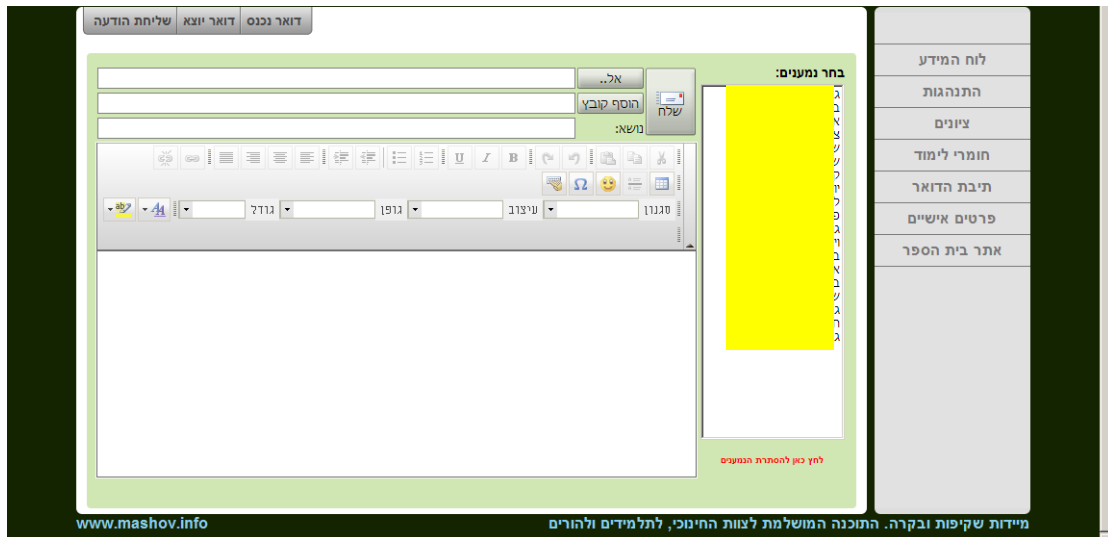 דואר נכנס
דואר יוצא
שליחת הודעה
לוח המידע
התנהגות
ציונים
חומרי לימוד
תיבת הדואר
פרטים אישיים
אתר בית הספר
בחר נמענים:
ג
ב
א
צ
ש
ש
ל
יו
ל
פ
ג
וי
ב
א
ב
ש
ג
ח
ג
לחץ כאן להסתרת הנמענים
שלח
אל..
הוסף קובץ
נושא:
B I U
Ω
סגנון
עיצוב
גופן
גודל
מיידות שקיפות ובקרה. התוכנה המושלמת לצוות החינוכי, לתלמידים ולהורים
www.mashov.info